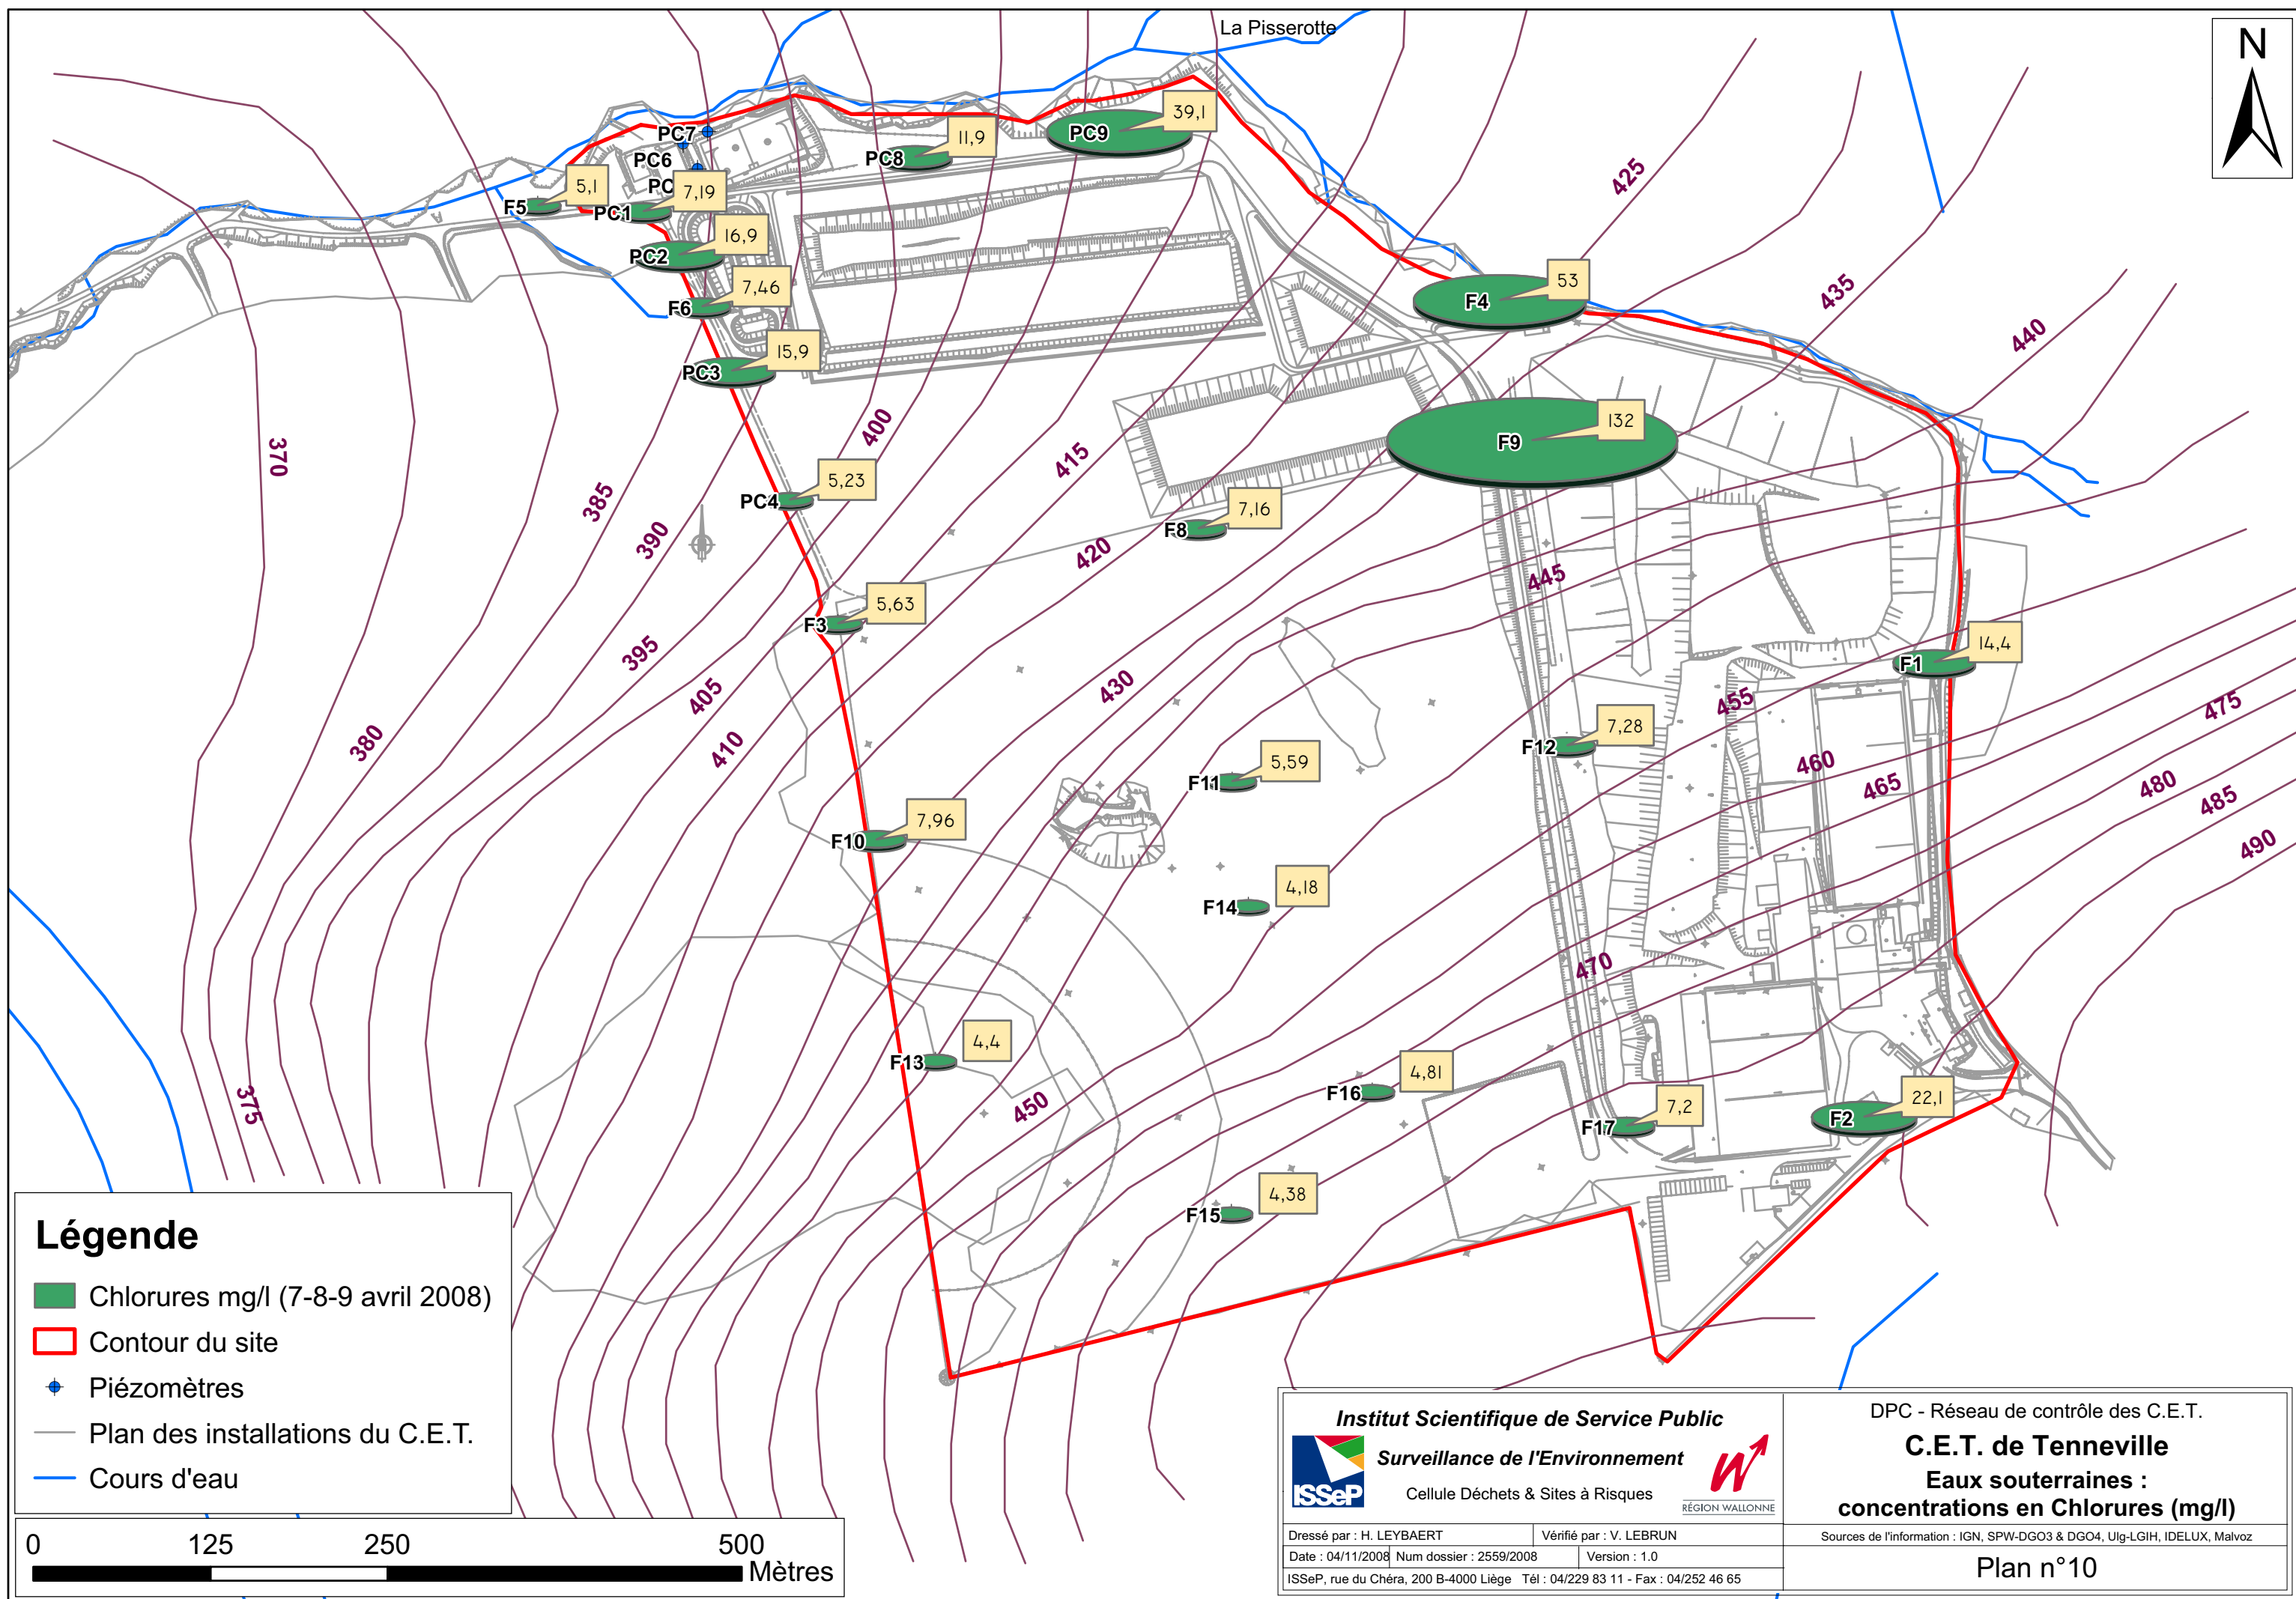 La Pisserotte
N
PC7
PC6
PC
39,1
PC9
11,9
PC8
5,1
F5
7,19
PC1
16,9
PC2
7,46
F6
15,9
PC3
53
F4
132
F9
5,23
PC4
7,16
F8
5,63
F3
14,4
F1
7,28
F12
5,59
F11
7,96
F10
4,18
F14
4,4
F13
4,81
F16
7,2
F17
22,1
F2
4,38
F15
425
435
440
370
400
415
385
390
420
445
395
405
430
410
380
455
475
460
465
480
485
490
470
375
450
Légende
Chlorures mg/l (7-8-9 avril 2008)
Contour du site
Piézomètres
Plan des installations du C.E.T.
Cours d'eau
0 125 250 500
Mètres
Institut Scientifique de Service Public
Surveillance de l'Environnement
Cellule Déchets & Sites à Risques
ISSeP
RÉGION WALLONNE
Dressé par : H. LEYBAERT
Vérifié par : V. LEBRUN
Date : 04/11/2008
Num dossier : 2559/2008
Version : 1.0
ISSeP, rue du Chéra, 200 B-4000 Liège Tél : 04/229 83 11 - Fax : 04/252 46 65
DPC - Réseau de contrôle des C.E.T.
C.E.T. de Tenneville
Eaux souterraines :
concentrations en Chlorures (mg/l)
Sources de l'information : IGN, SPW-DGO3 & DGO4, Ulg-LGIH, IDELUX, Malvoz
Plan n°10